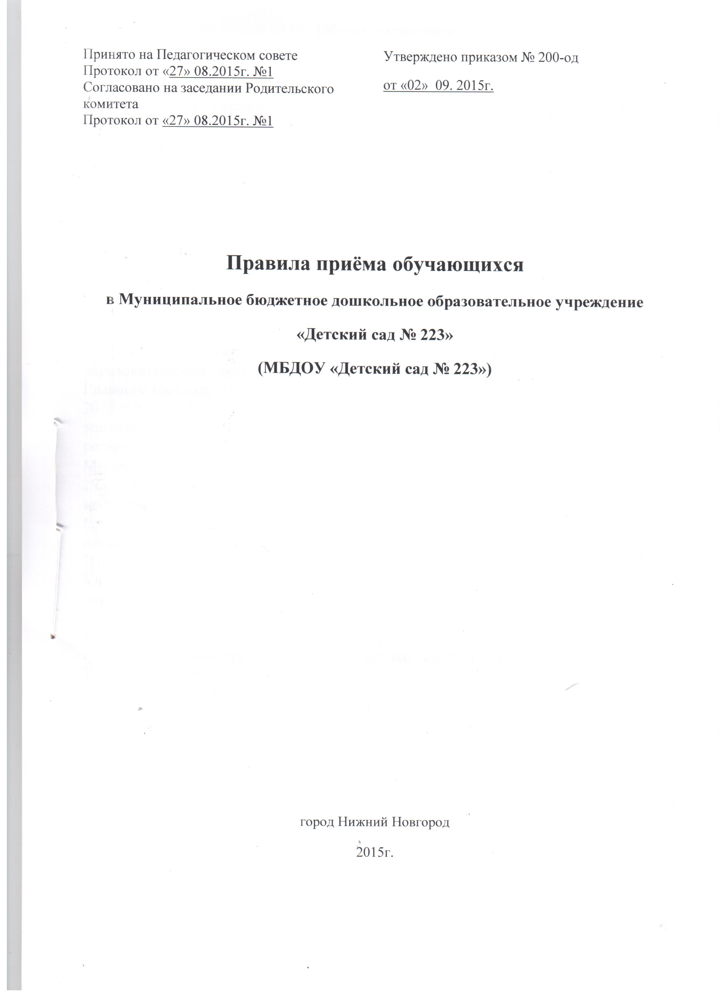 Принято на Педагогическом совете
Протокол от «27» 08.2015г. №1
Согласовано на заседании Родительского
комитета
Протокол от «27» 08.2015г. №1
Утверждено приказом № 200-од
от «02»  09. 2015г.
Правила приёма обучающихся
в Муниципальное бюджетное дошкольное образовательное учреждение
«Детский сад № 223»
(МБДОУ «Детский сад № 223»)
город Нижний Новгород
2015г.